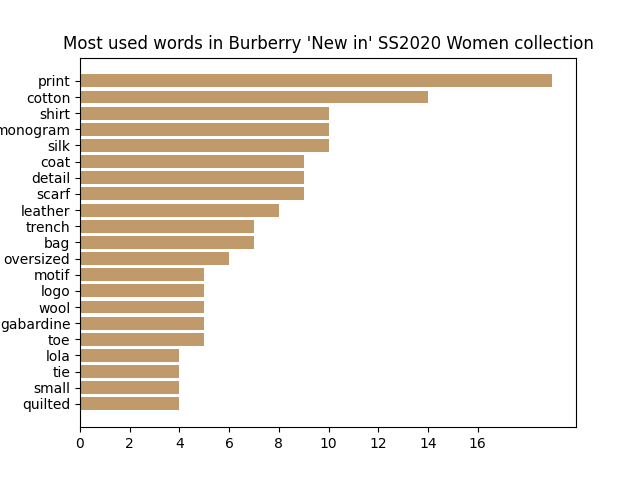 Most used words in Burberry 'New in' SS2020 Women collection
print
cotton
shirt
monogram
silk
coat
detail
scarf
leather
trench
bag
oversized
motif
logo
wool
gabardine
toe
lola
tie
small
quilted
0 2 4 6 8 10 12 14 16